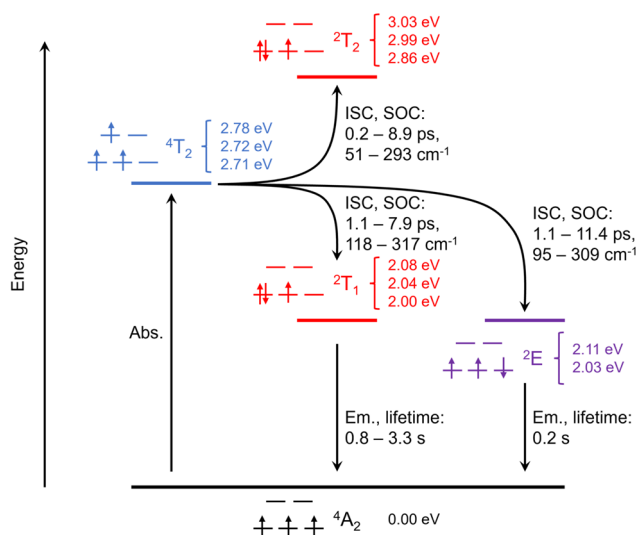 ²T₂
3.03 eV
2.99 eV
2.86 eV
⁴T₂
2.78 eV
2.72 eV
2.71 eV
ISC, SOC:
0.2 – 8.9 ps,
51 – 293 cm⁻¹
ISC, SOC:
1.1 – 7.9 ps,
118 – 317 cm⁻¹
ISC, SOC:
1.1 – 11.4 ps,
95 – 309 cm⁻¹
Energy
²T₁
2.08 eV
2.04 eV
2.00 eV
Abs.
²E
2.11 eV
2.03 eV
Em., lifetime:
0.8 – 3.3 s
Em., lifetime:
0.2 s
⁴A₂ 0.00 eV